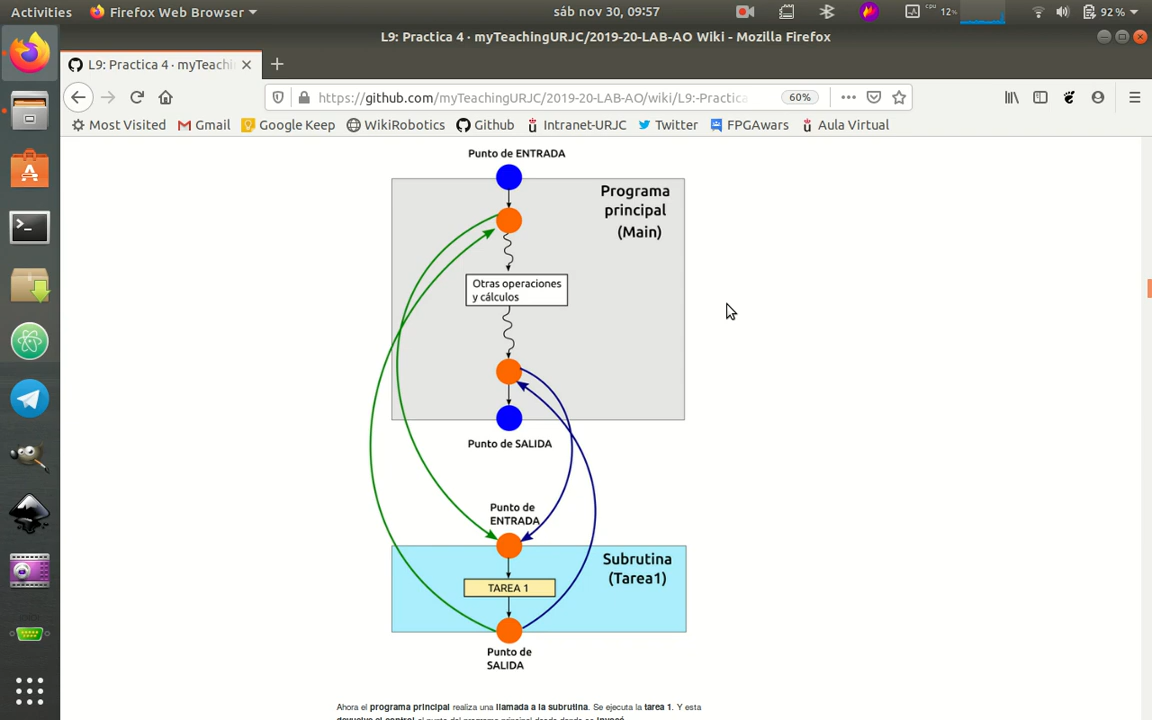 Activities
Firefox Web Browser
sáb nov 30, 09:57
12%
92%
L9: Practica 4 · myTeachingURJC/2019-20-LAB-AO Wiki - Mozilla Firefox
L9: Practica 4 · myTeachi
https://github.com/myTeachingURJC/2019-20-LAB-AO/wiki/L9:-Practica
60%
Most Visited
Gmail
Google Keep
WikiRobotics
Github
Intranet-URJC
Twitter
FPGAwars
Aula Virtual
Punto de ENTRADA
Programa
principal
(Main)
Otras operaciones
y cálculos
Punto de SALIDA
Punto de
ENTRADA
Subrutina
(Tarea1)
TAREA 1
Punto de
SALIDA
Ahora el programa principal realiza una llamada a la subrutina. Se ejecuta la tarea 1. Y esta